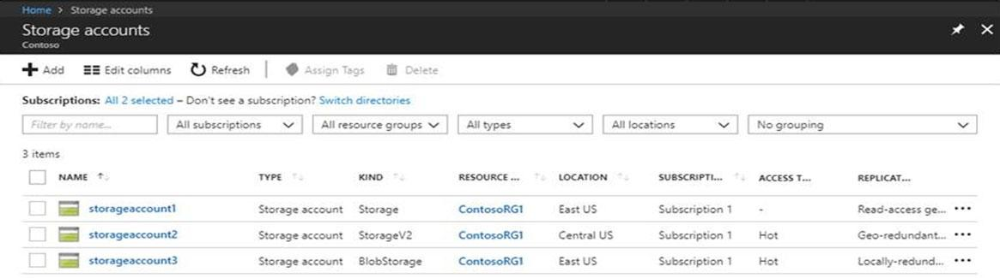 Home > Storage accounts
Storage accounts
Contoso
Add Edit columns Refresh Assign Tags Delete
Subscriptions: All 2 selected – Don't see a subscription? Switch directories
Filter by name... All subscriptions All resource groups All types All locations No grouping
3 items
NAME TYPE KIND RESOURCE ... LOCATION SUBSCRIPTI... ACCESS T... REPLICAT...
storageaccount1 Storage account Storage ContosoRG1 East US Subscription 1 - Read-access ge... •••
storageaccount2 Storage account StorageV2 ContosoRG1 Central US Subscription 1 Hot Geo-redundant... •••
storageaccount3 Storage account BlobStorage ContosoRG1 East US Subscription 1 Hot Locally-redund... •••